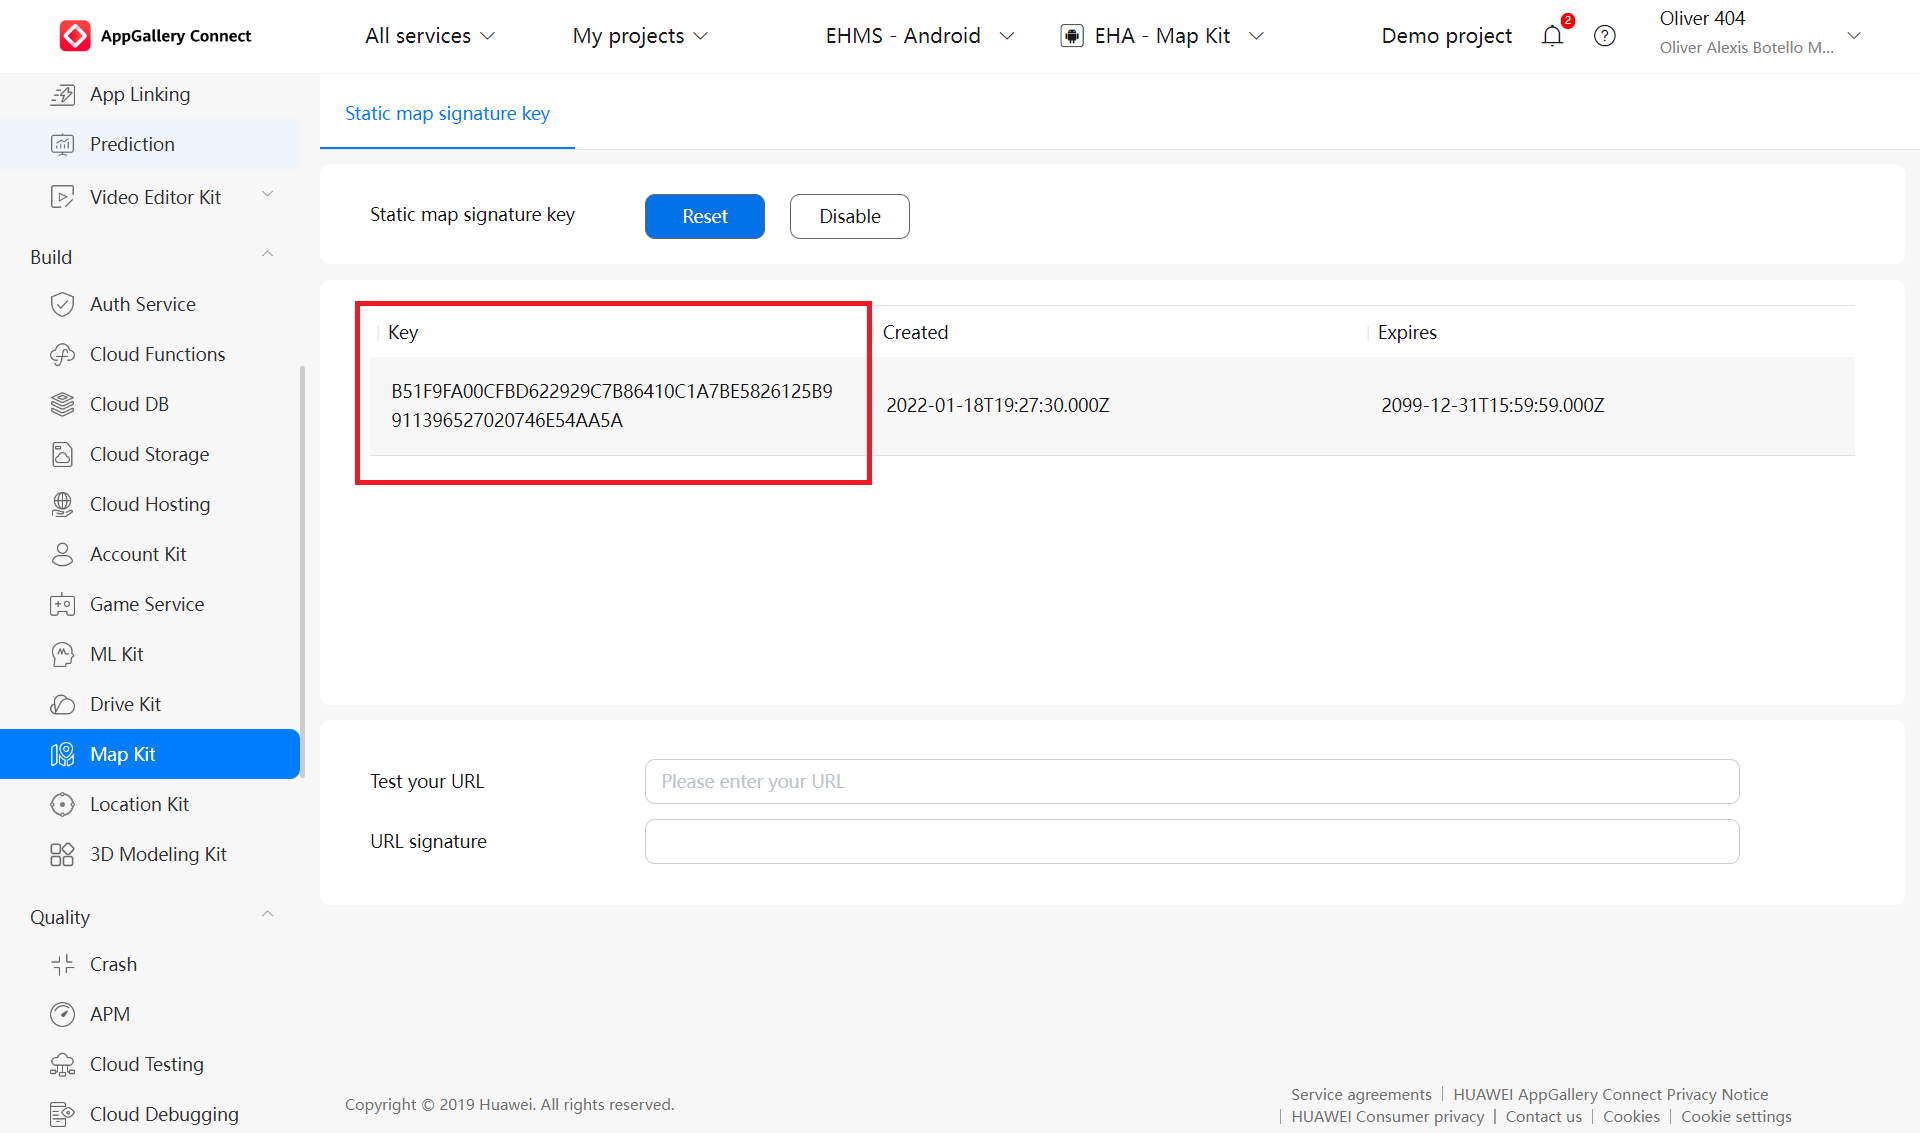 AppGallery Connect
All services
My projects
EHMS - Android
EHA - Map Kit
Demo project
2
Oliver 404
Oliver Alexis Botello M...
App Linking
Prediction
Video Editor Kit
Build
Auth Service
Cloud Functions
Cloud DB
Cloud Storage
Cloud Hosting
Account Kit
Game Service
ML Kit
Drive Kit
Map Kit
Location Kit
3D Modeling Kit
Quality
Crash
APM
Cloud Testing
Cloud Debugging
Static map signature key
Static map signature key
Reset
Disable
Key
Created
Expires
B51F9FA00CFBD622929C7B86410C1A7BE5826125B9
911396527020746E54AA5A
2022-01-18T19:27:30.000Z
2099-12-31T15:59:59.000Z
Test your URL
Please enter your URL
URL signature
Copyright © 2019 Huawei. All rights reserved.
Service agreements | HUAWEI AppGallery Connect Privacy Notice
| HUAWEI Consumer privacy | Contact us | Cookies | Cookie settings